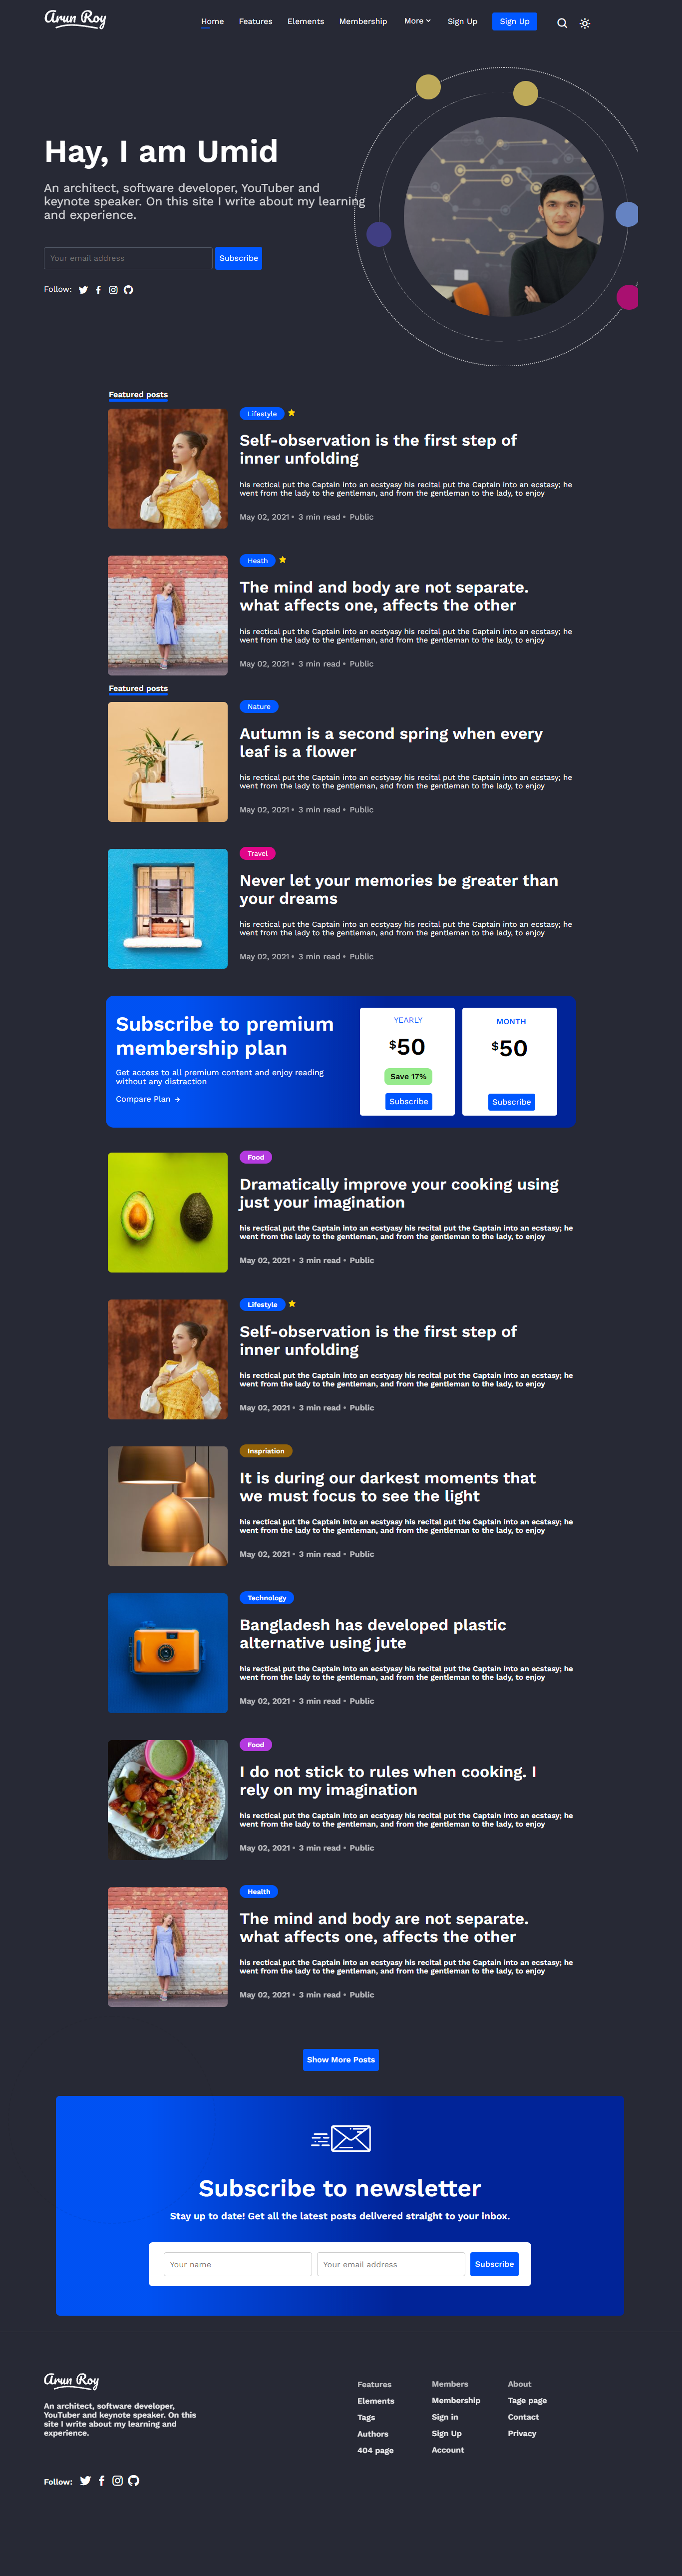 Arun Roy
Home Features Elements Membership More Sign Up Sign Up
Hay, I am Umid
An architect, software developer, YouTuber and
keynote speaker. On this site I write about my learning
and experience.
Your email address Subscribe
Follow:
Featured posts
Lifestyle
Self-observation is the first step of
inner unfolding
his rectical put the Captain into an ecstyasy his recital put the Captain into an ecstasy; he
went from the lady to the gentleman, and from the gentleman to the lady, to enjoy
May 02, 2021 • 3 min read • Public
Heath
The mind and body are not separate.
what affects one, affects the other
his rectical put the Captain into an ecstyasy his recital put the Captain into an ecstasy; he
went from the lady to the gentleman, and from the gentleman to the lady, to enjoy
May 02, 2021 • 3 min read • Public
Featured posts
Nature
Autumn is a second spring when every
leaf is a flower
his rectical put the Captain into an ecstyasy his recital put the Captain into an ecstasy; he
went from the lady to the gentleman, and from the gentleman to the lady, to enjoy
May 02, 2021 • 3 min read • Public
Travel
Never let your memories be greater than
your dreams
his rectical put the Captain into an ecstyasy his recital put the Captain into an ecstasy; he
went from the lady to the gentleman, and from the gentleman to the lady, to enjoy
May 02, 2021 • 3 min read • Public
Subscribe to premium
membership plan
Get access to all premium content and enjoy reading
without any distraction
Compare Plan →
YEARLY
$50
Save 17%
Subscribe
MONTH
$50
Subscribe
Food
Dramatically improve your cooking using
just your imagination
his rectical put the Captain into an ecstyasy his recital put the Captain into an ecstasy; he
went from the lady to the gentleman, and from the gentleman to the lady, to enjoy
May 02, 2021 • 3 min read • Public
Lifestyle
Self-observation is the first step of
inner unfolding
his rectical put the Captain into an ecstyasy his recital put the Captain into an ecstasy; he
went from the lady to the gentleman, and from the gentleman to the lady, to enjoy
May 02, 2021 • 3 min read • Public
Inspriation
It is during our darkest moments that
we must focus to see the light
his rectical put the Captain into an ecstyasy his recital put the Captain into an ecstasy; he
went from the lady to the gentleman, and from the gentleman to the lady, to enjoy
May 02, 2021 • 3 min read • Public
Technology
Bangladesh has developed plastic
alternative using jute
his rectical put the Captain into an ecstyasy his recital put the Captain into an ecstasy; he
went from the lady to the gentleman, and from the gentleman to the lady, to enjoy
May 02, 2021 • 3 min read • Public
Food
I do not stick to rules when cooking. I
rely on my imagination
his rectical put the Captain into an ecstyasy his recital put the Captain into an ecstasy; he
went from the lady to the gentleman, and from the gentleman to the lady, to enjoy
May 02, 2021 • 3 min read • Public
Health
The mind and body are not separate.
what affects one, affects the other
his rectical put the Captain into an ecstyasy his recital put the Captain into an ecstasy; he
went from the lady to the gentleman, and from the gentleman to the lady, to enjoy
May 02, 2021 • 3 min read • Public
Show More Posts
Subscribe to newsletter
Stay up to date! Get all the latest posts delivered straight to your inbox.
Your name Your email address Subscribe
Arun Roy
An architect, software developer,
YouTuber and keynote speaker. On this
site I write about my learning and
experience.
Follow:
Features
Elements
Tags
Authors
404 page
Members
Membership
Sign in
Sign Up
Account
About
Tage page
Contact
Privacy